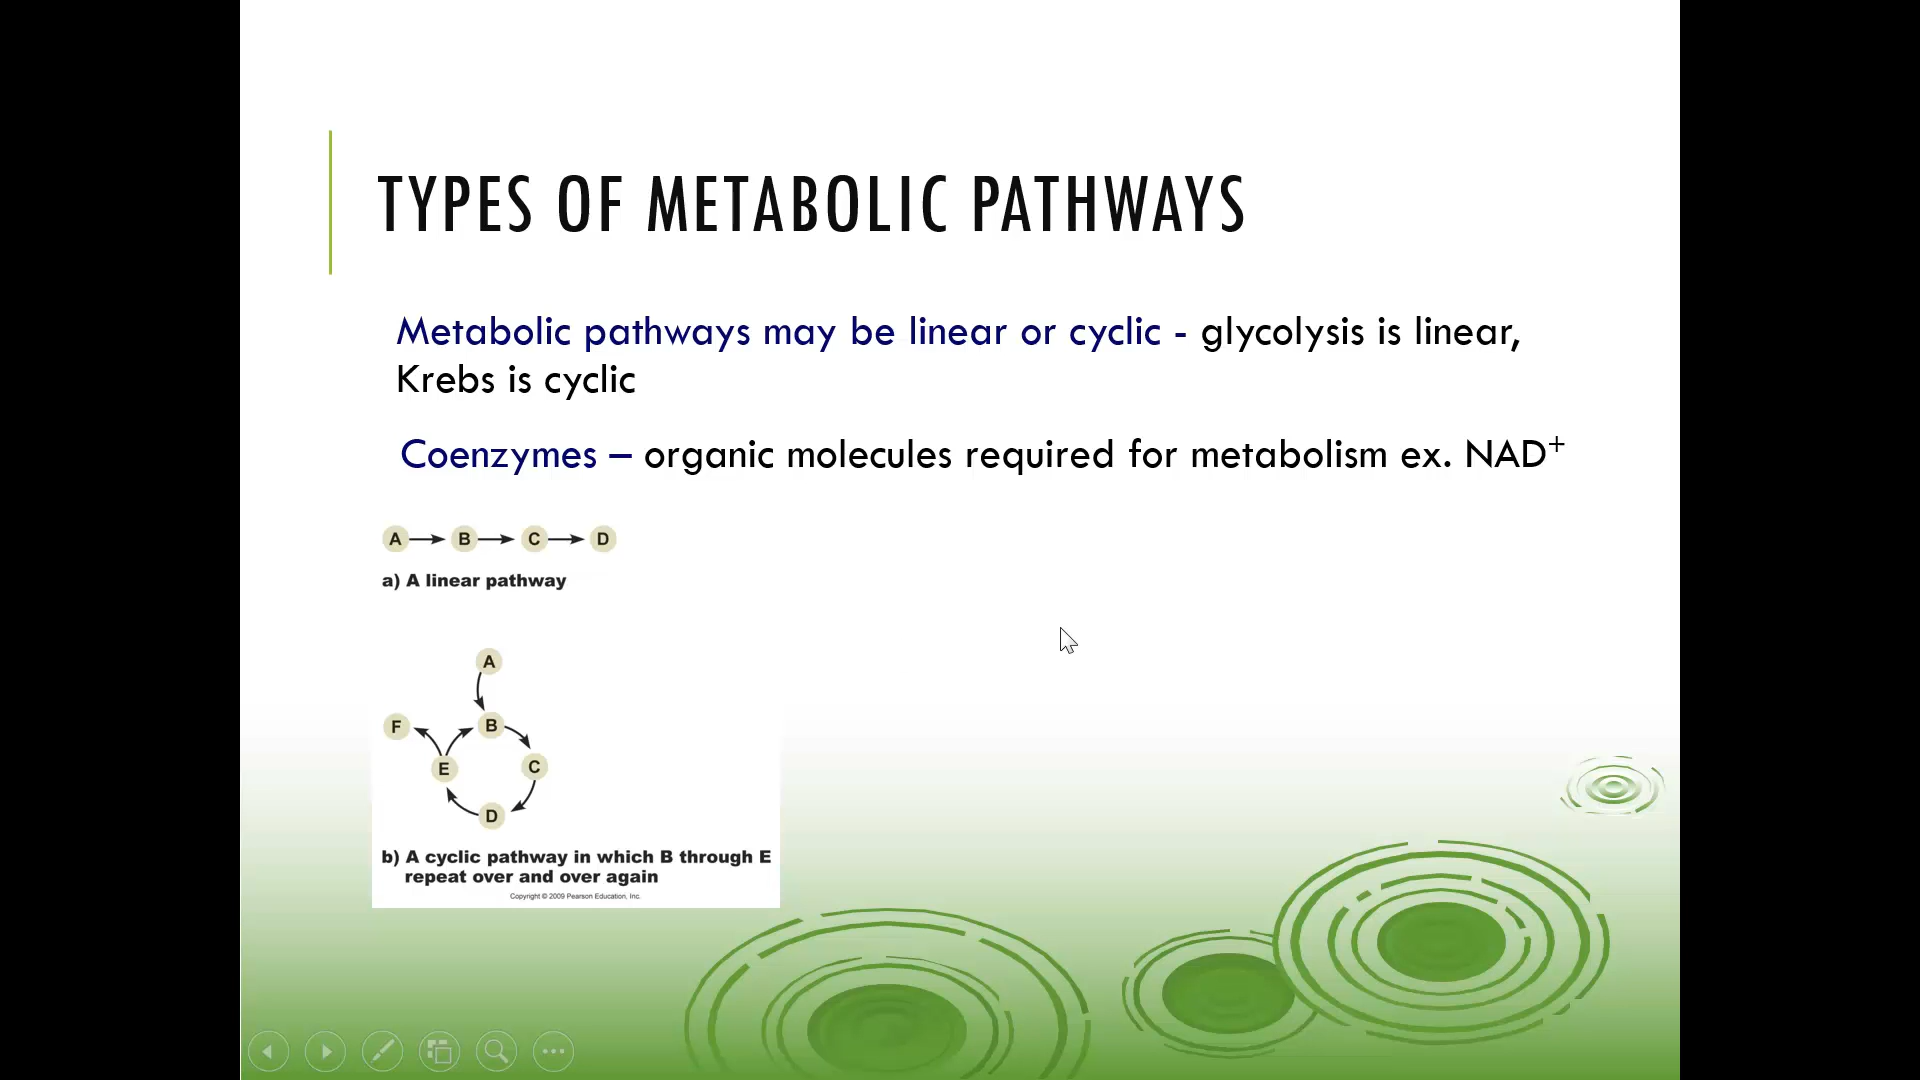 TYPES OF METABOLIC PATHWAYS
Metabolic pathways may be linear or cyclic - glycolysis is linear,
Krebs is cyclic
Coenzymes – organic molecules required for metabolism ex. NAD⁺
A B C D
a) A linear pathway
A
F B
E C
D
b) A cyclic pathway in which B through E
repeat over and over again
Copyright © 2009 Pearson Education, Inc.